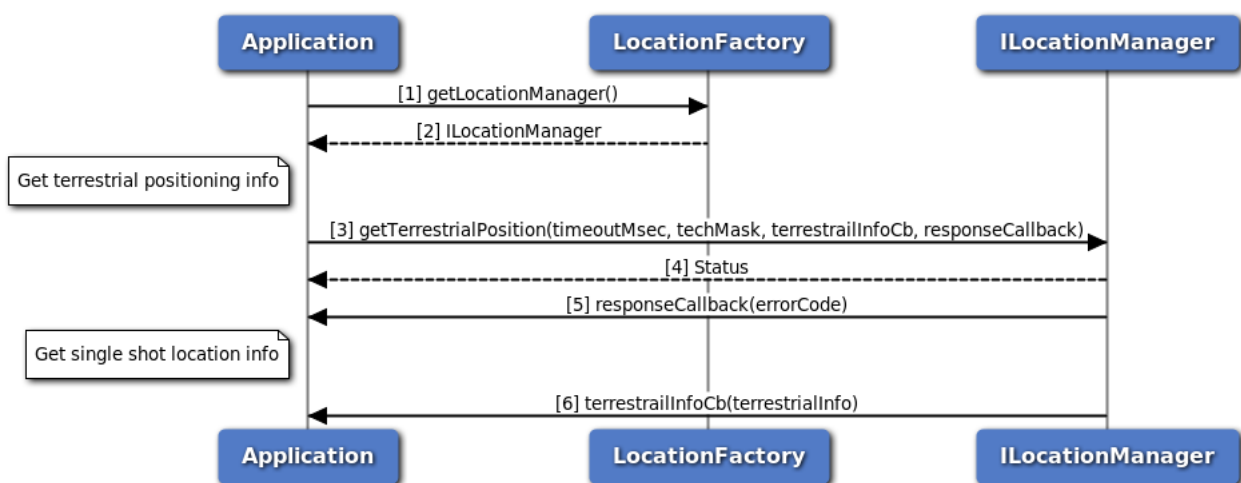 Application
LocationFactory
ILocationManager
[1] getLocationManager()
[2] ILocationManager
Get terrestrial positioning info
[3] getTerrestrialPosition(timeoutMsec, techMask, terrestrailInfoCb, responseCallback)
[4] Status
[5] responseCallback(errorCode)
Get single shot location info
[6] terrestrailInfoCb(terrestrialInfo)
Application
LocationFactory
ILocationManager